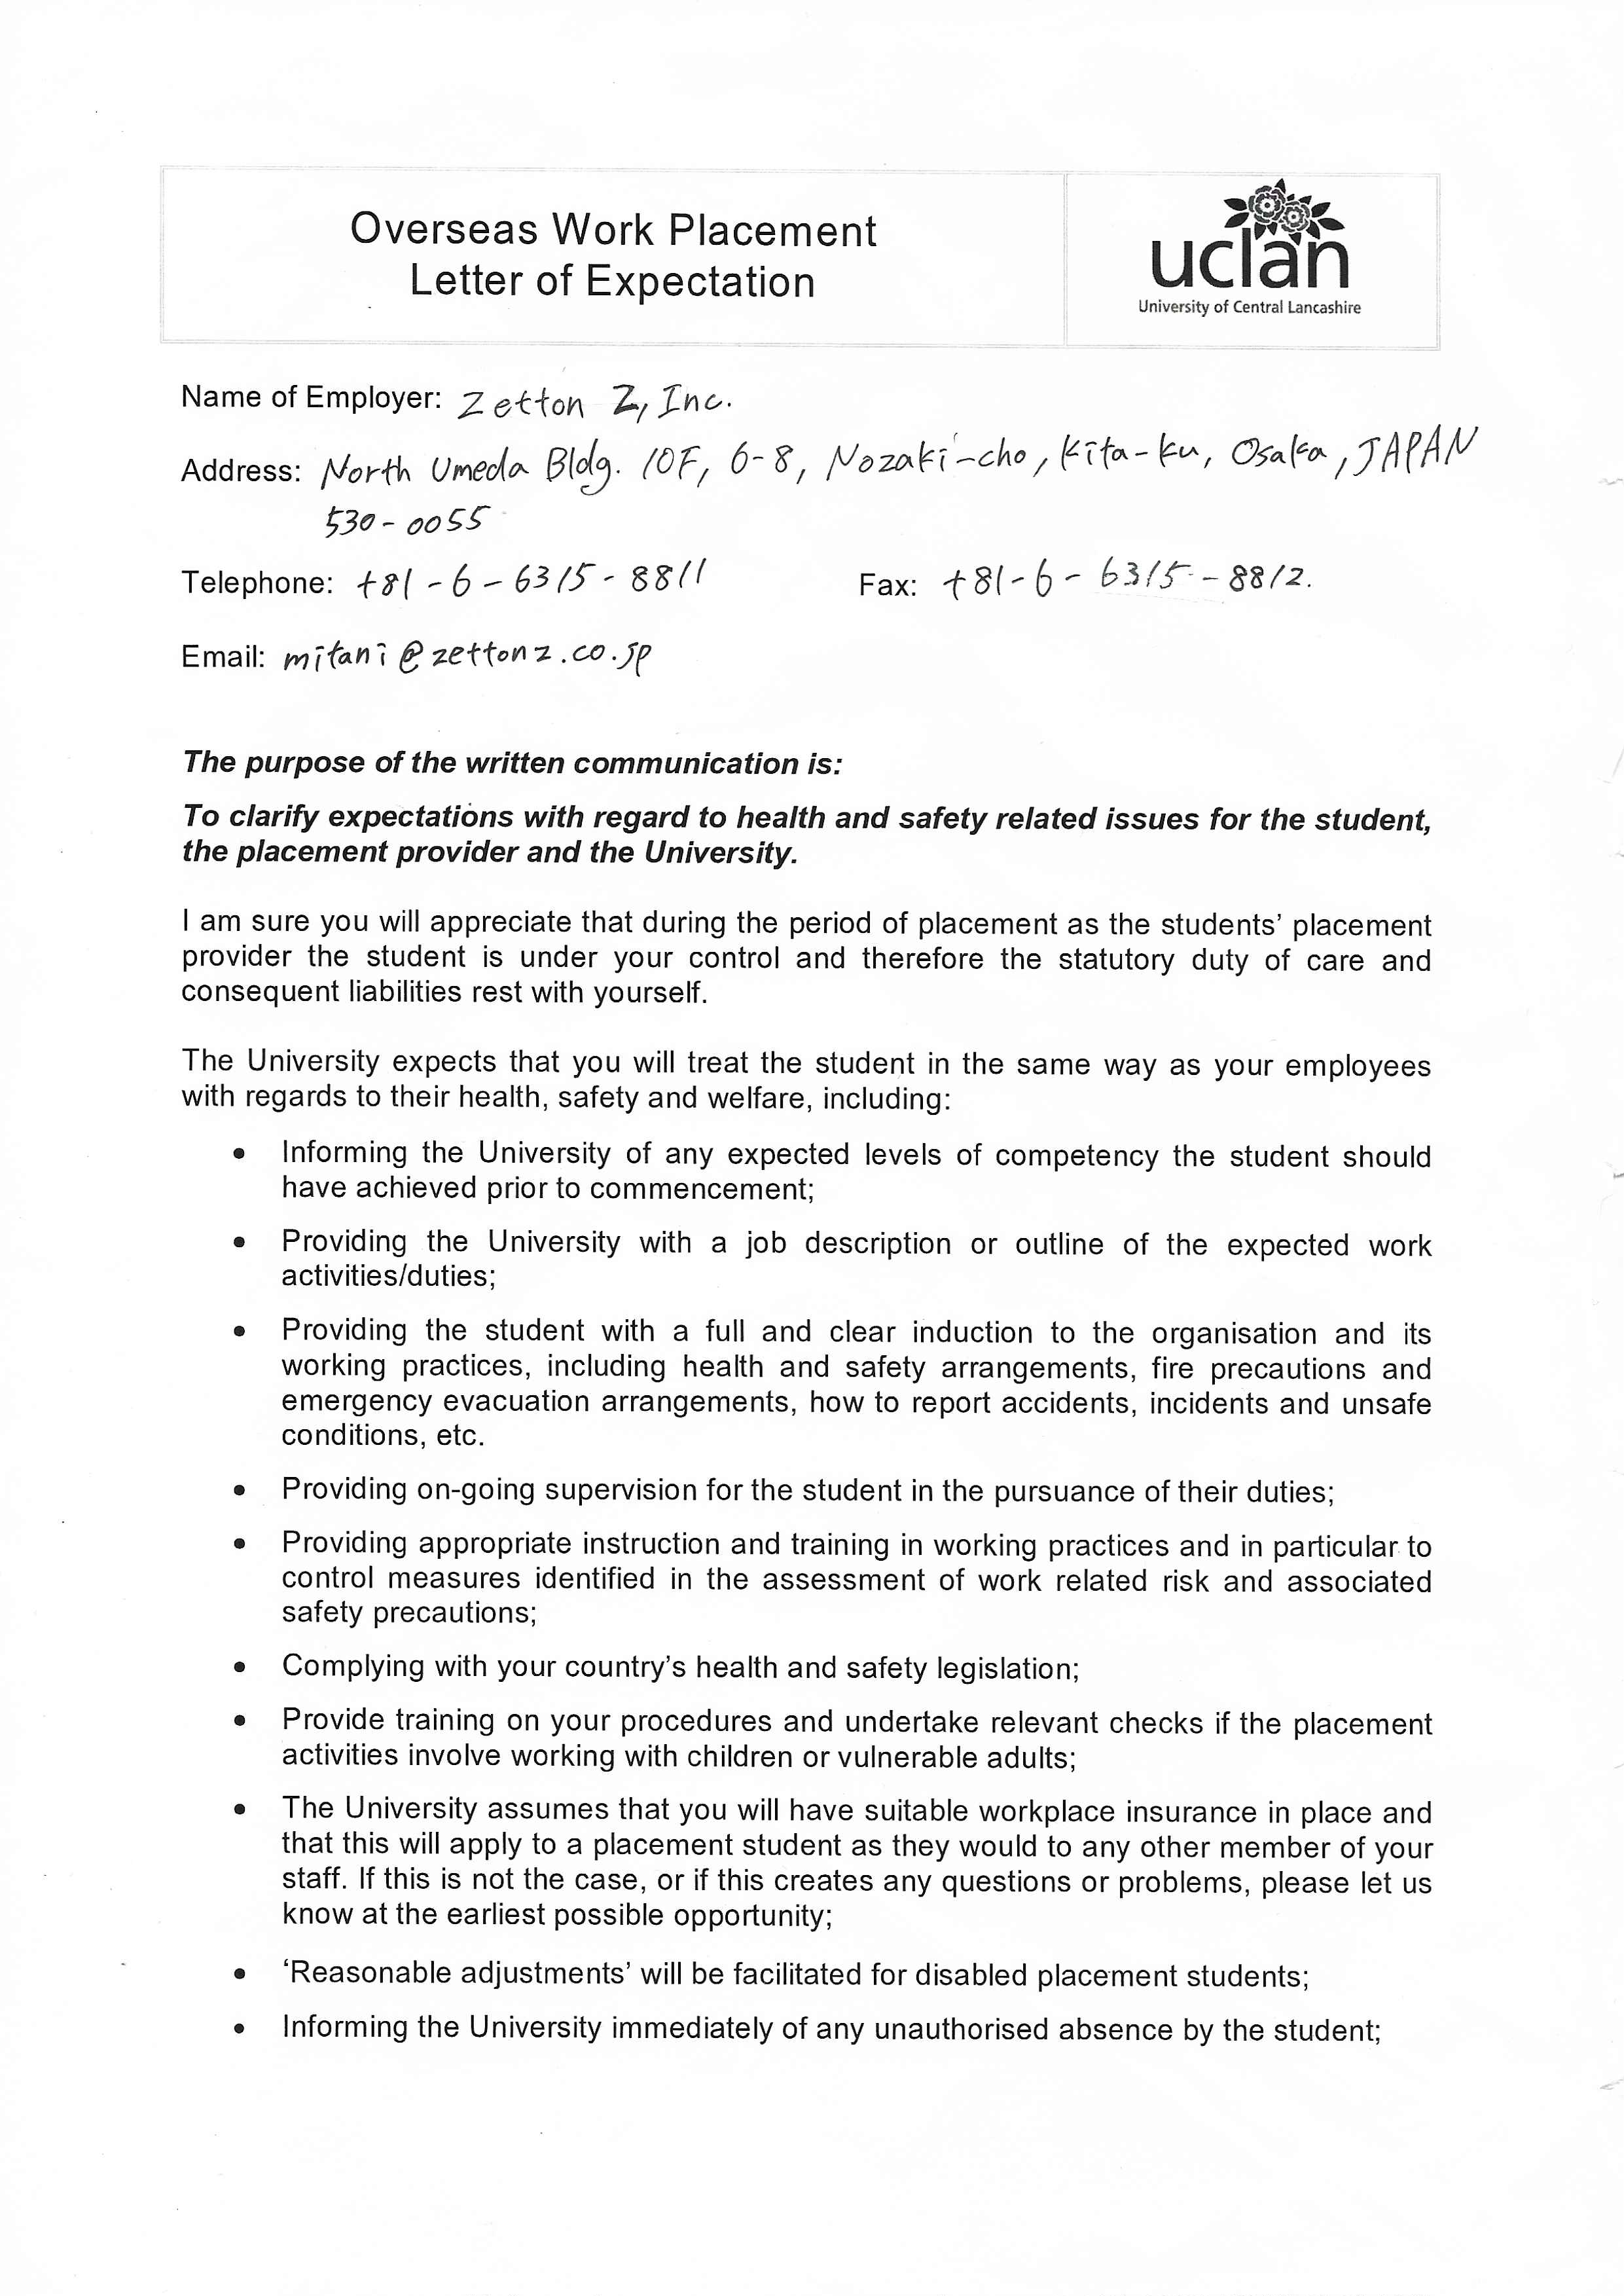 Overseas Work Placement
Letter of Expectation
uclan
University of Central Lancashire
Name of Employer: Zetton Z, Inc.
Address: North Umeda Bldg. 10F, 6-8, Nozaki-cho, Kita-ku, Osaka, JAPAN
530-0055
Telephone: +81-6-6315-8811 Fax: +81-6-6315-8812.
Email: mitani@zettonz.co.jp
The purpose of the written communication is:
To clarify expectations with regard to health and safety related issues for the student,
the placement provider and the University.
I am sure you will appreciate that during the period of placement as the students’ placement
provider the student is under your control and therefore the statutory duty of care and
consequent liabilities rest with yourself.
The University expects that you will treat the student in the same way as your employees
with regards to their health, safety and welfare, including:
• Informing the University of any expected levels of competency the student should
have achieved prior to commencement;
• Providing the University with a job description or outline of the expected work
activities/duties;
• Providing the student with a full and clear induction to the organisation and its
working practices, including health and safety arrangements, fire precautions and
emergency evacuation arrangements, how to report accidents, incidents and unsafe
conditions, etc.
• Providing on-going supervision for the student in the pursuance of their duties;
• Providing appropriate instruction and training in working practices and in particular to
control measures identified in the assessment of work related risk and associated
safety precautions;
• Complying with your country’s health and safety legislation;
• Provide training on your procedures and undertake relevant checks if the placement
activities involve working with children or vulnerable adults;
• The University assumes that you will have suitable workplace insurance in place and
that this will apply to a placement student as they would to any other member of your
staff. If this is not the case, or if this creates any questions or problems, please let us
know at the earliest possible opportunity;
• ‘Reasonable adjustments’ will be facilitated for disabled placement students;
• Informing the University immediately of any unauthorised absence by the student;